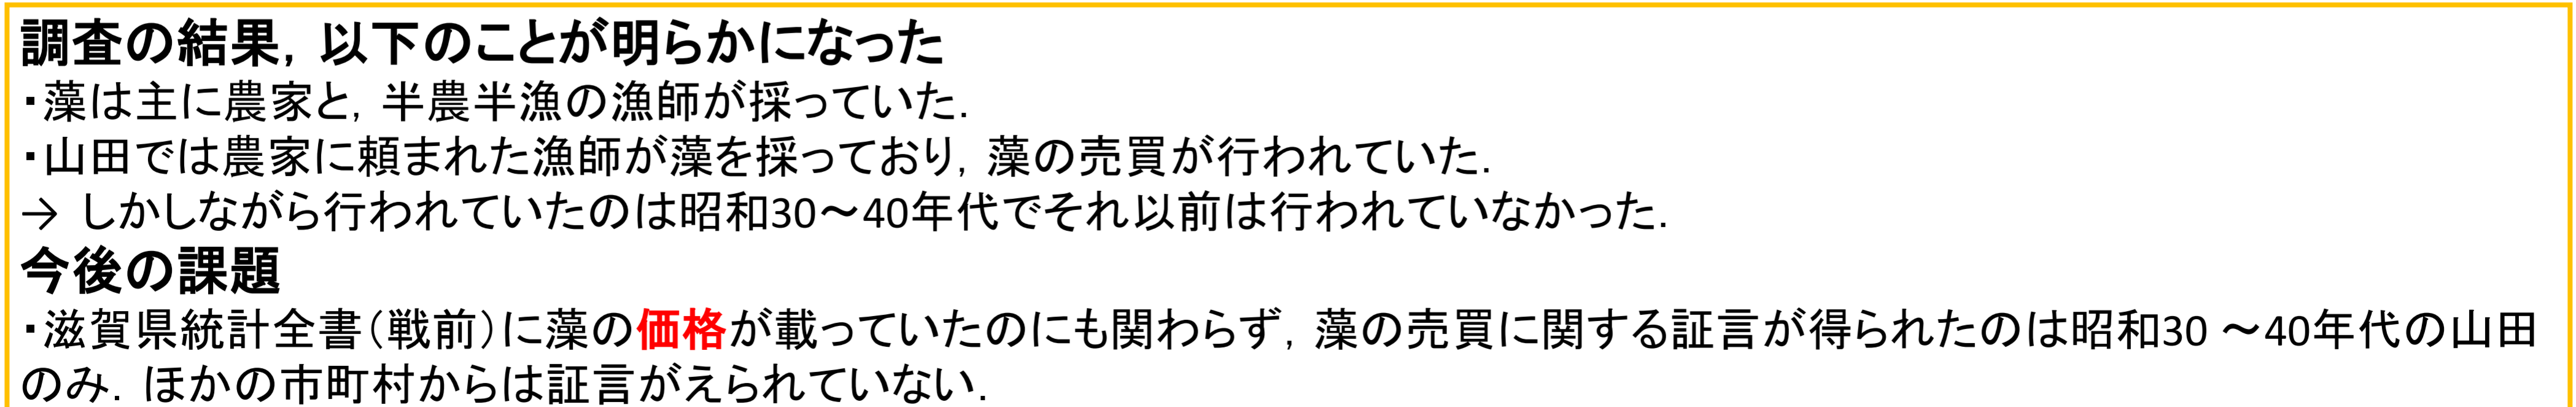 調査の結果，以下のことが明らかになった
・藻は主に農家と，半農半漁の漁師が採っていた．
・山田では農家に頼まれた漁師が藻を採っており，藻の売買が行われていた．
→ しかしながら行われていたのは昭和30～40年代でそれ以前は行われていなかった．
今後の課題
・滋賀県統計全書（戦前）に藻の価格が載っていたのにも関わらず，藻の売買に関する証言が得られたのは昭和30 ～40年代の山田
のみ．ほかの市町村からは証言がえられていない．